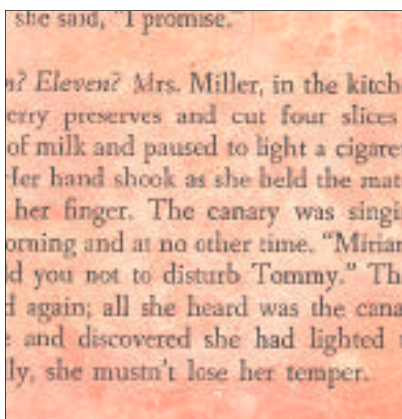 she said, "I promise."
n? Eleven? Mrs. Miller, in the kitch
erry preserves and cut four slices
of milk and paused to light a cigare
Her hand shook as she held the mat
her finger. The canary was singi
orning and at no other time. "Miriam
d you not to disturb Tommy." Th
d again; all she heard was the cana
e and discovered she had lighted
lly, she mustn't lose her temper.